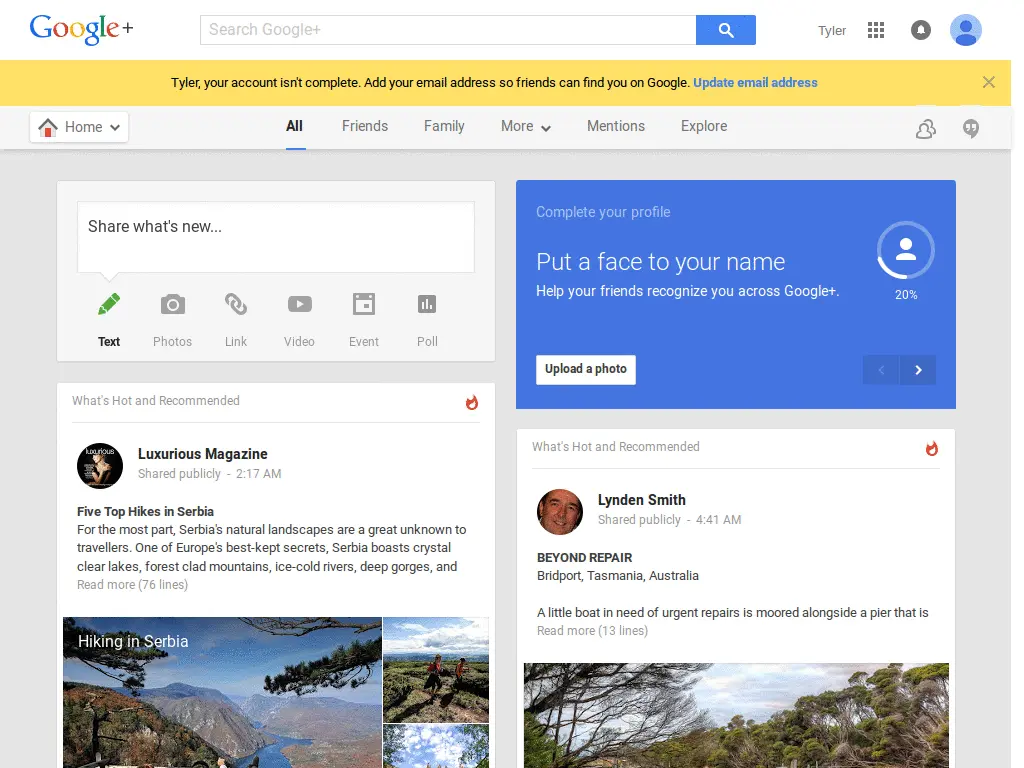 Google+
Search Google+
Tyler
Tyler, your account isn't complete. Add your email address so friends can find you on Google. Update email address
Home
All
Friends
Family
More
Mentions
Explore
Share what's new...
Text
Photos
Link
Video
Event
Poll
Complete your profile
Put a face to your name
Help your friends recognize you across Google+.
20%
Upload a photo
What's Hot and Recommended
luxurious
Luxurious Magazine
Shared publicly - 2:17 AM
Five Top Hikes in Serbia
For the most part, Serbia's natural landscapes are a great unknown to
travellers. One of Europe's best-kept secrets, Serbia boasts crystal
clear lakes, forest clad mountains, ice-cold rivers, deep gorges, and
Read more (76 lines)
Hiking in Serbia
What's Hot and Recommended
Lynden Smith
Shared publicly - 4:41 AM
BEYOND REPAIR
Bridport, Tasmania, Australia
A little boat in need of urgent repairs is moored alongside a pier that is
Read more (13 lines)